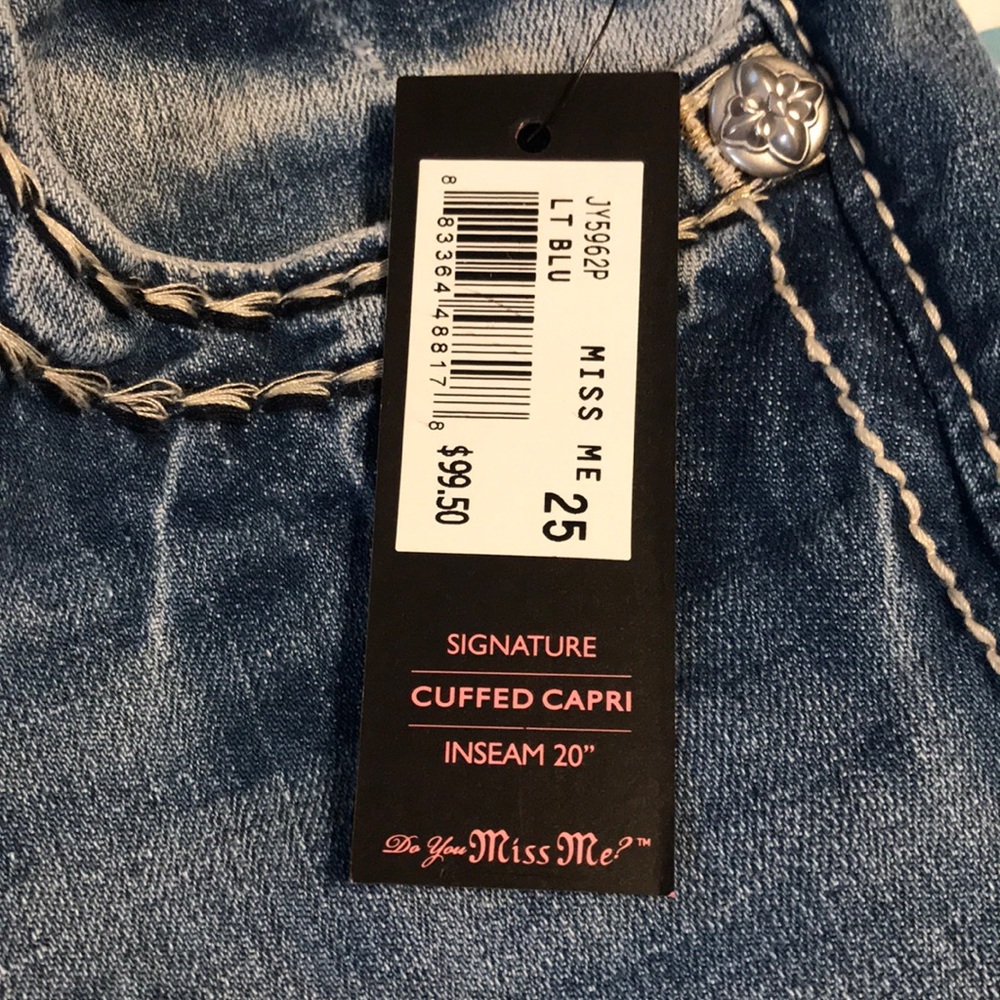 JY5962P
LT BLU
MISS ME
25
8 83364 48817 8
$99.50
SIGNATURE
CUFFED CAPRI
INSEAM 20”
Do You Miss Me?™